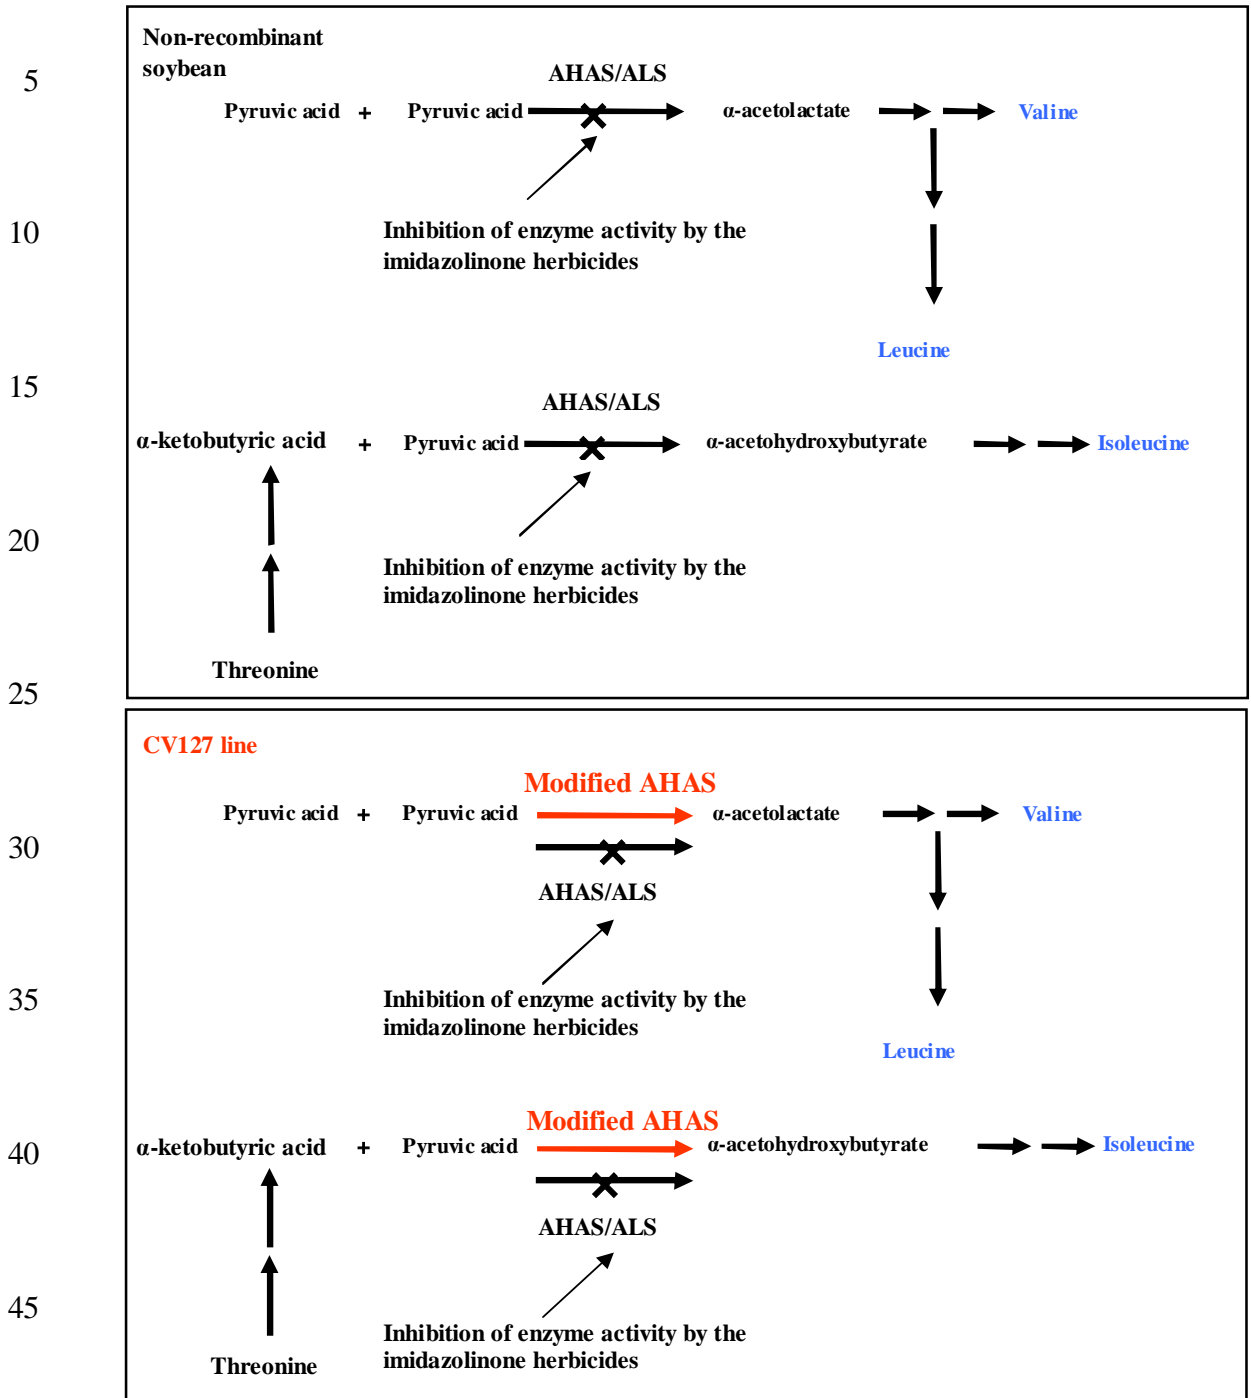 Non-recombinant
soybean
5
AHAS/ALS
Pyruvic acid + Pyruvic acid α-acetolactate Valine
10
Inhibition of enzyme activity by the
imidazolinone herbicides
Leucine
15
AHAS/ALS
α-ketobutyric acid + Pyruvic acid α-acetohydroxybutyrate Isoleucine
20
Inhibition of enzyme activity by the
imidazolinone herbicides
Threonine
25
CV127 line
Modified AHAS
Pyruvic acid + Pyruvic acid α-acetolactate Valine
30
AHAS/ALS
35
Inhibition of enzyme activity by the
imidazolinone herbicides
Leucine
Modified AHAS
40
α-ketobutyric acid + Pyruvic acid α-acetohydroxybutyrate Isoleucine
AHAS/ALS
45
Inhibition of enzyme activity by the
imidazolinone herbicides
Threonine